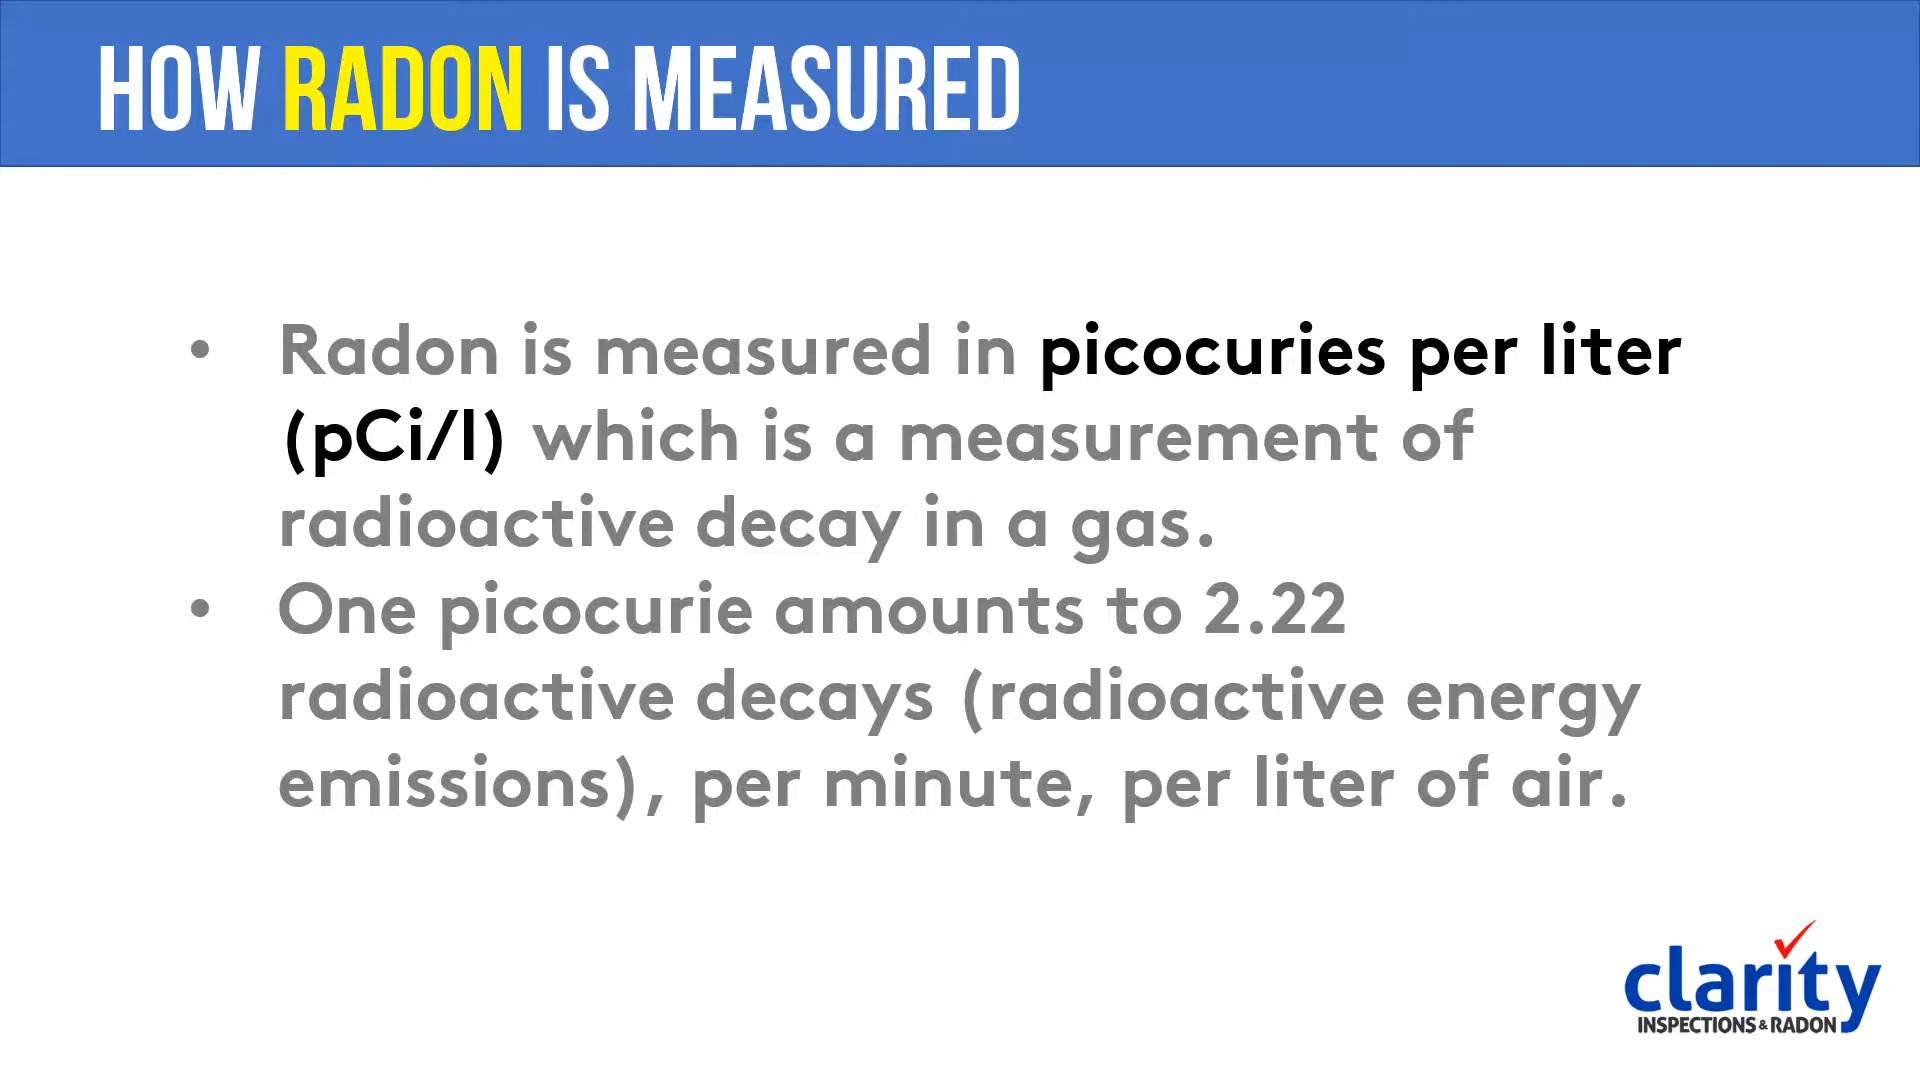 HOW RADON IS MEASURED
• Radon is measured in picocuries per liter
(pCi/l) which is a measurement of
radioactive decay in a gas.
• One picocurie amounts to 2.22
radioactive decays (radioactive energy
emissions), per minute, per liter of air.
clarity
INSPECTIONS & RADON